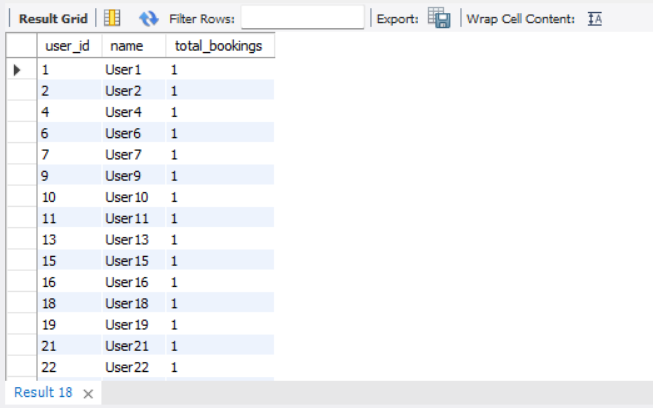 Result Grid Filter Rows: Export: Wrap Cell Content: IA
user_id name total_bookings
1 User1 1
2 User2 1
4 User4 1
6 User6 1
7 User7 1
9 User9 1
10 User10 1
11 User11 1
13 User13 1
15 User15 1
16 User16 1
18 User18 1
19 User19 1
21 User21 1
22 User22 1
Result 18 ×